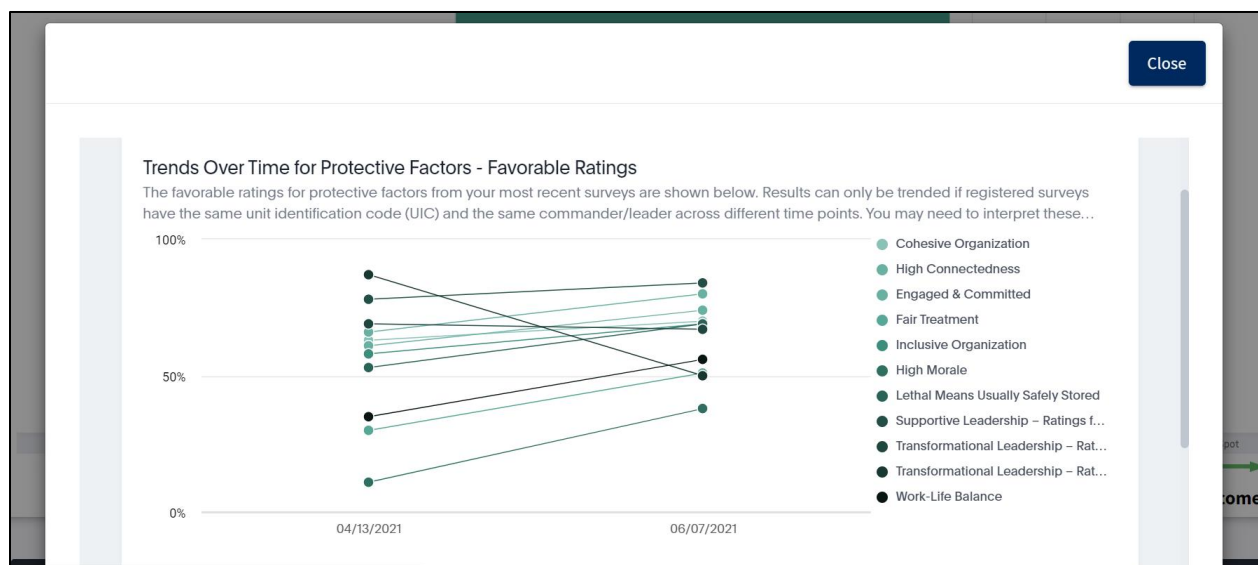 Close
Trends Over Time for Protective Factors - Favorable Ratings
The favorable ratings for protective factors from your most recent surveys are shown below. Results can only be trended if registered surveys
have the same unit identification code (UIC) and the same commander/leader across different time points. You may need to interpret these...
100%
50%
0%
04/13/2021
06/07/2021
Cohesive Organization
High Connectedness
Engaged & Committed
Fair Treatment
Inclusive Organization
High Morale
Lethal Means Usually Safely Stored
Supportive Leadership – Ratings f...
Transformational Leadership – Rat...
Transformational Leadership – Rat...
Work-Life Balance